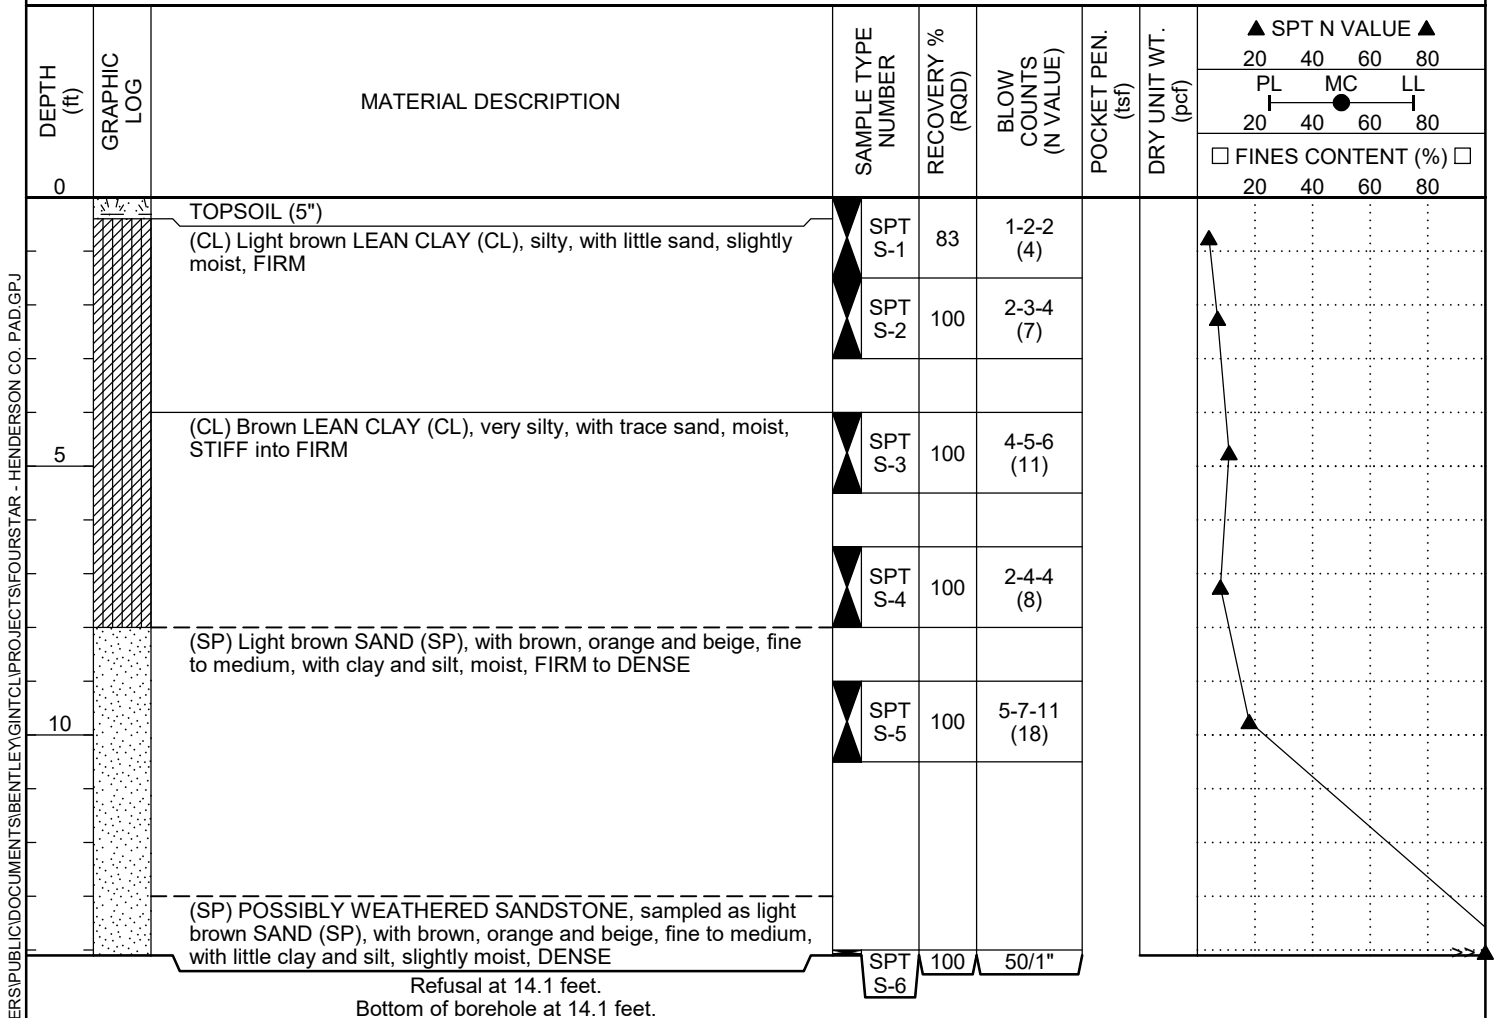 DEPTH
(ft)
GRAPHIC
LOG
MATERIAL DESCRIPTION
SAMPLE TYPE
NUMBER
RECOVERY %
(RQD)
BLOW
COUNTS
(N VALUE)
POCKET PEN.
(tsf)
DRY UNIT WT.
(pcf)
▲ SPT N VALUE ▲
20 40 60 80
PL MC LL
20 40 60 80
□ FINES CONTENT (%) □
20 40 60 80
0
TOPSOIL (5")
(CL) Light brown LEAN CLAY (CL), silty, with little sand, slightly
moist, FIRM
SPT
S-1
83
1-2-2
(4)
SPT
S-2
100
2-3-4
(7)
(CL) Brown LEAN CLAY (CL), very silty, with trace sand, moist,
STIFF into FIRM
5
SPT
S-3
100
4-5-6
(11)
SPT
S-4
100
2-4-4
(8)
(SP) Light brown SAND (SP), with brown, orange and beige, fine
to medium, with clay and silt, moist, FIRM to DENSE
10
SPT
S-5
100
5-7-11
(18)
(SP) POSSIBLY WEATHERED SANDSTONE, sampled as light
brown SAND (SP), with brown, orange and beige, fine to medium,
with little clay and silt, slightly moist, DENSE
SPT
S-6
100
50/1"
>>
Refusal at 14.1 feet.
Bottom of borehole at 14.1 feet.
ERS\PUBLIC\DOCUMENTS\BENTLEY\GINTCL\PROJECTS\FOURSTAR - HENDERSON CO. PAD.GPJ